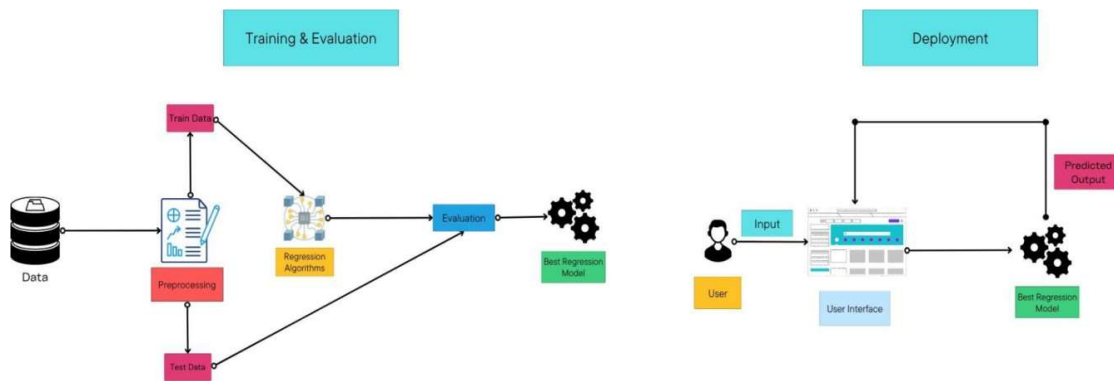 Training & Evaluation
Deployment
Train Data
Predicted
Output
Evaluation
Input
Regression
Algorithms
Best Regression
Model
Data
Preprocessing
User
User Interface
Best Regression
Model
Test Data